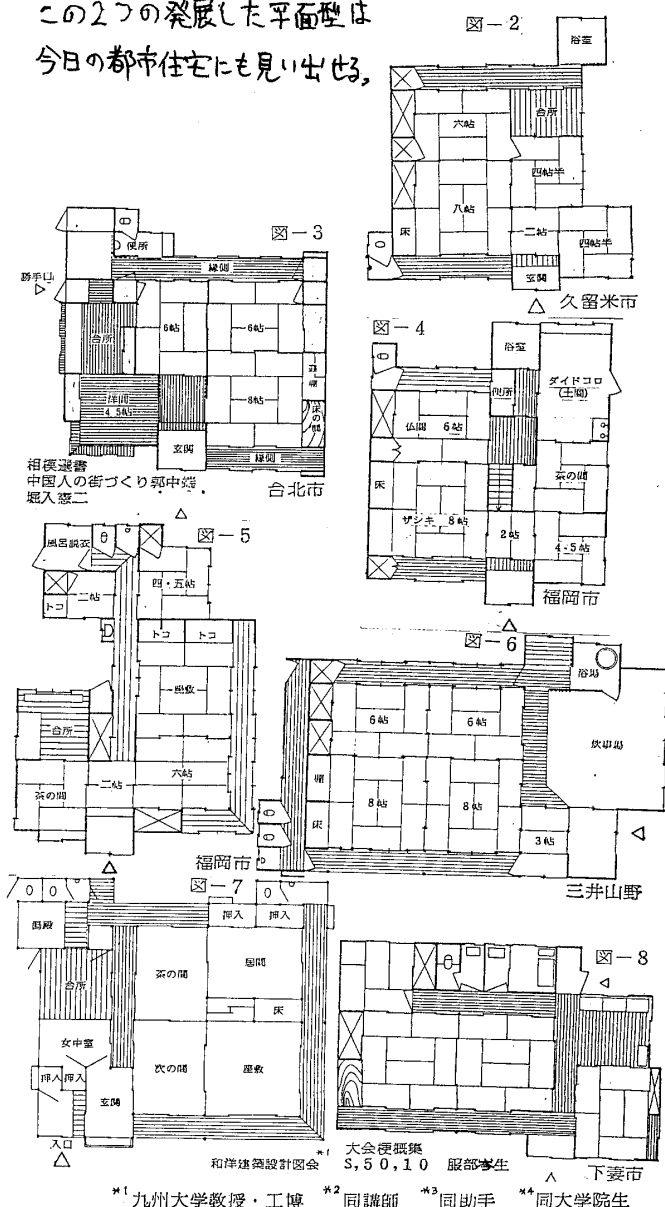 この2つの発展した平面型は
今日の都市住宅にも見い出せる。
図－2
浴室
台所
六帖
四帖半
八帖
床
二帖
四帖半
玄関
久留米市
図－3
便所
縁側
勝手口
台所
6帖
6帖
洋間
4.5帖
8帖
床の間
玄関
縁側
相模選書
中国人の街づくり郭中端
堀入憲二
台北市
図－4
浴室
便所
ダイドコロ
(土間)
仏間 6帖
床
茶の間
ザシキ 8帖
2帖
4.5帖
福岡市
図－5
風呂脱衣
四・五帖
二帖
トコ
トコ
トコ
座敷
台所
六帖
二帖
茶の間
福岡市
図－6
浴場
6帖
6帖
炊事場
棚
8帖
8帖
床
3帖
三井山野
図－7
湯殿
押入
押入
台所
茶の間
居間
床
女中室
押入
押入
次の間
座敷
玄関
入口
和洋建築設計図会
図－8
*1
大会梗概集
S,50,10 服部岑生
下妻市
*1 九州大学教授・工博 *2 同講師 *3 同助手 *4 同大学院生